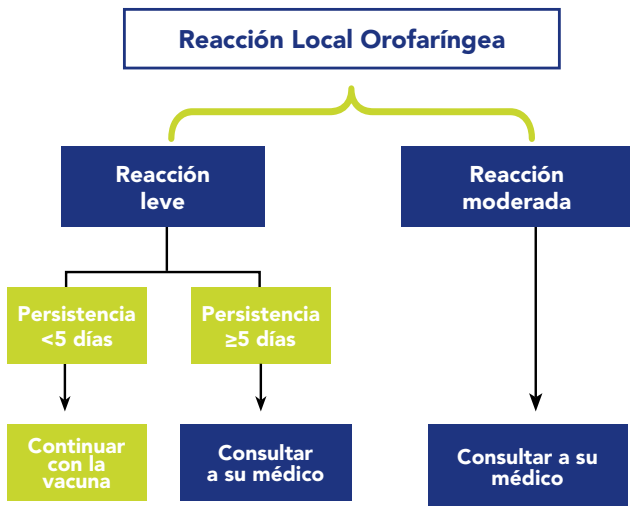 Reacción Local Orofaríngea
Reacción
leve
Reacción
moderada
Persistencia
<5 días
Persistencia
≥5 días
Continuar
con la
vacuna
Consultar
a su médico
Consultar a su
médico